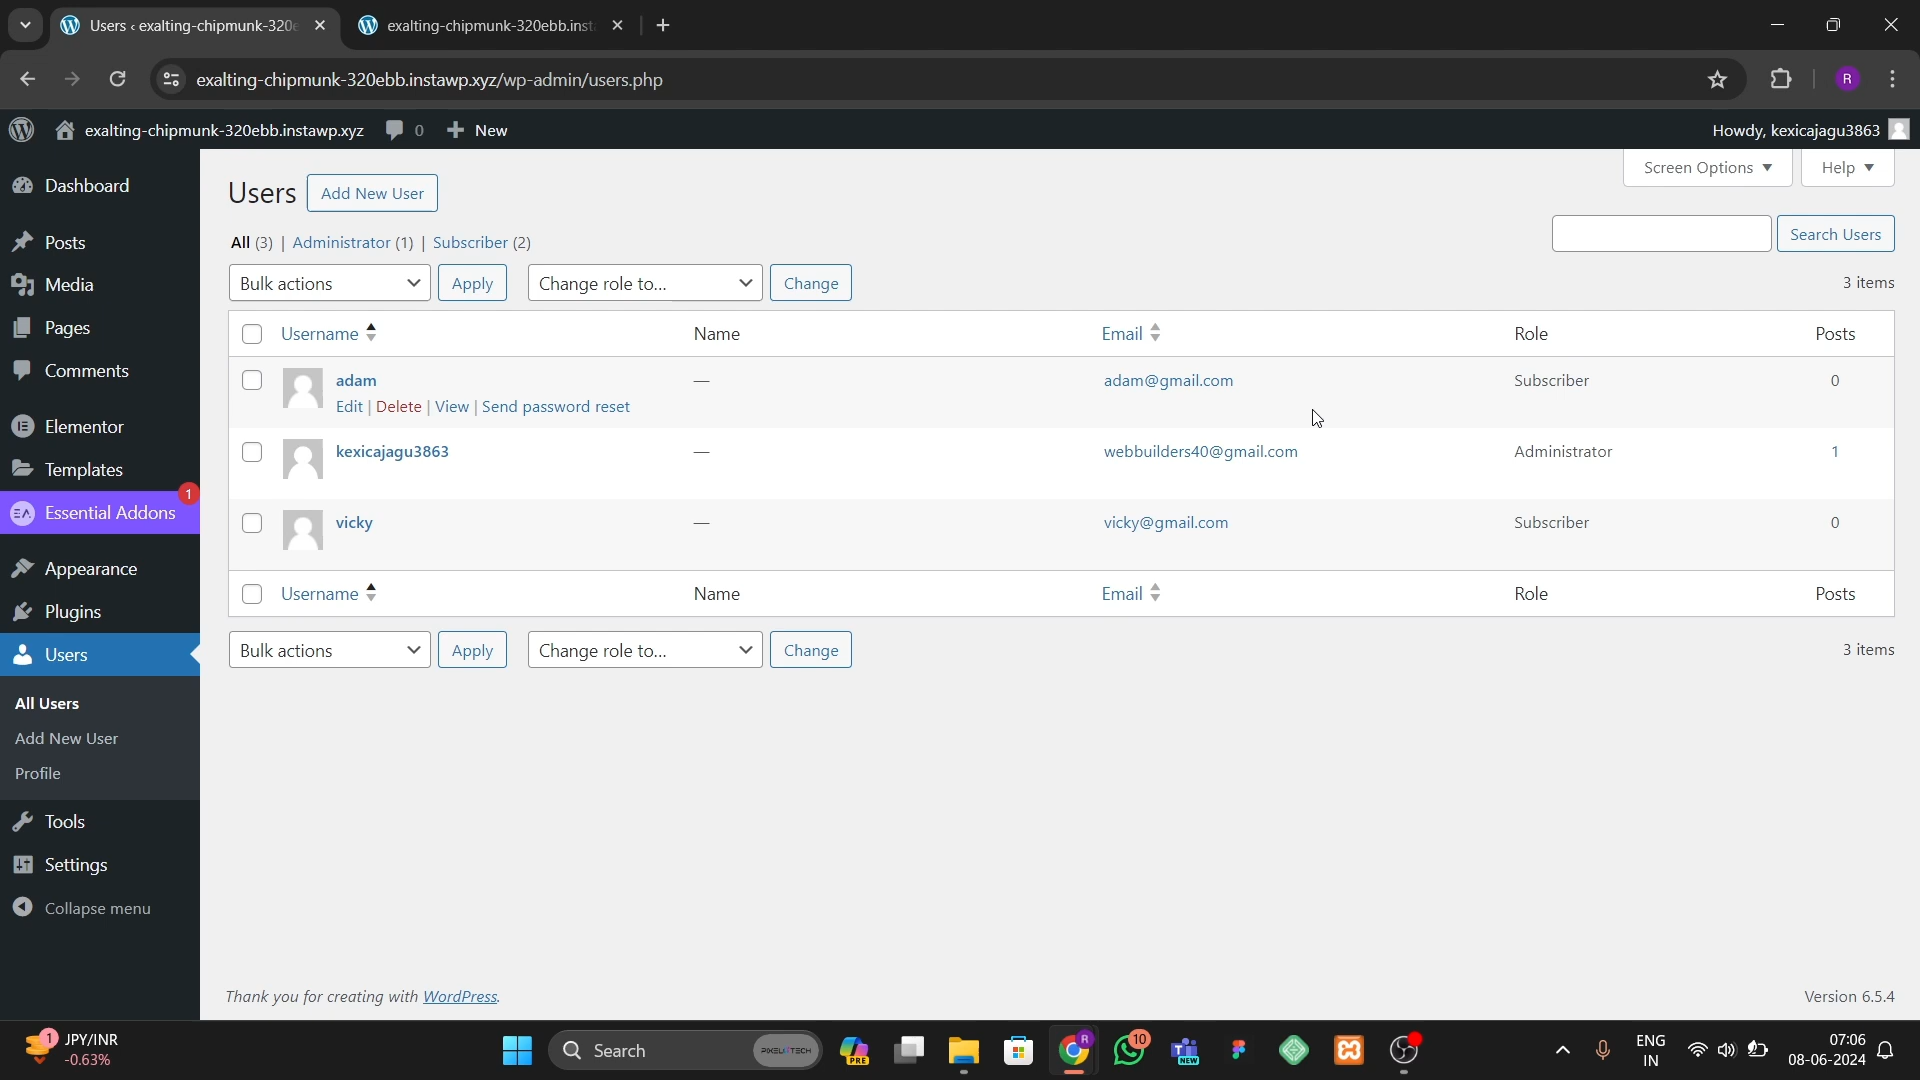 Users ‹ exalting-chipmunk-320e
exalting-chipmunk-320ebb.inst
exalting-chipmunk-320ebb.instawp.xyz/wp-admin/users.php
R
exalting-chipmunk-320ebb.instawp.xyz
0
New
Howdy, kexicajagu3863
Dashboard
Posts
Media
Pages
Comments
Elementor
Templates
Essential Addons
1
Appearance
Plugins
Users
All Users
Add New User
Profile
Tools
Settings
Collapse menu
Screen Options
Help
Users
Add New User
All (3) | Administrator (1) | Subscriber (2)
Search Users
Bulk actions
Apply
Change role to...
Change
3 items
Username
Name
Email
Role
Posts
adam
—
adam@gmail.com
Subscriber
0
Edit | Delete | View | Send password reset
kexicajagu3863
—
webbuilders40@gmail.com
Administrator
1
vicky
—
vicky@gmail.com
Subscriber
0
Username
Name
Email
Role
Posts
Bulk actions
Apply
Change role to...
Change
3 items
Thank you for creating with WordPress.
Version 6.5.4
1
JPY/INR
-0.63%
Search
PIXEL TECH
PRE
R
10
NEW
ENG
IN
07:06
08-06-2024